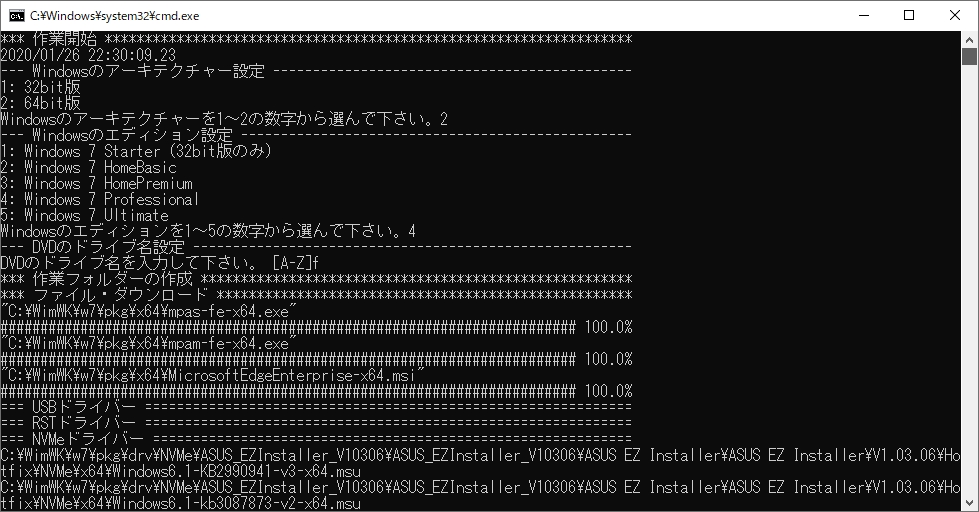 C:¥Windows¥system32¥cmd.exe
*** 作業開始 ******************************************************************
2020/01/26 22:30:09.23
--- Windowsのアーキテクチャー設定 ---------------------------------------------
1: 32bit版
2: 64bit版
Windowsのアーキテクチャーを1～2の数字から選んで下さい。2
--- Windowsのエディション設定 -------------------------------------------------
1: Windows 7 Starter (32bit版のみ)
2: Windows 7 HomeBasic
3: Windows 7 HomePremium
4: Windows 7 Professional
5: Windows 7 Ultimate
Windowsのエディションを1～5の数字から選んで下さい。4
--- DVDのドライブ名設定 -------------------------------------------------------
DVDのドライブ名を入力して下さい。 [A-Z]f
*** 作業フォルダーの作成 ******************************************************
*** ファイル・ダウンロード ****************************************************
"C:¥WimWK¥w7¥pkg¥x64¥mpas-fe-x64.exe"
######################################################################## 100.0%
"C:¥WimWK¥w7¥pkg¥x64¥mpam-fe-x64.exe"
######################################################################## 100.0%
"C:¥WimWK¥w7¥pkg¥x64¥MicrosoftEdgeEnterprise-x64.msi"
######################################################################## 100.0%
=== USBドライバー =============================================================
=== RSTドライバー =============================================================
=== NVMeドライバー ============================================================
C:¥WimWK¥w7¥pkg¥drv¥NVMe¥ASUS_EZInstaller_V10306¥ASUS_EZInstaller_V10306¥ASUS EZ Installer¥ASUS EZ Installer¥V1.03.06¥Ho
tfix¥NVMe¥x64¥Windows6.1-KB2990941-v3-x64.msu
C:¥WimWK¥w7¥pkg¥drv¥NVMe¥ASUS_EZInstaller_V10306¥ASUS_EZInstaller_V10306¥ASUS EZ Installer¥ASUS EZ Installer¥V1.03.06¥Ho
tfix¥NVMe¥x64¥Windows6.1-kb3087873-v2-x64.msu